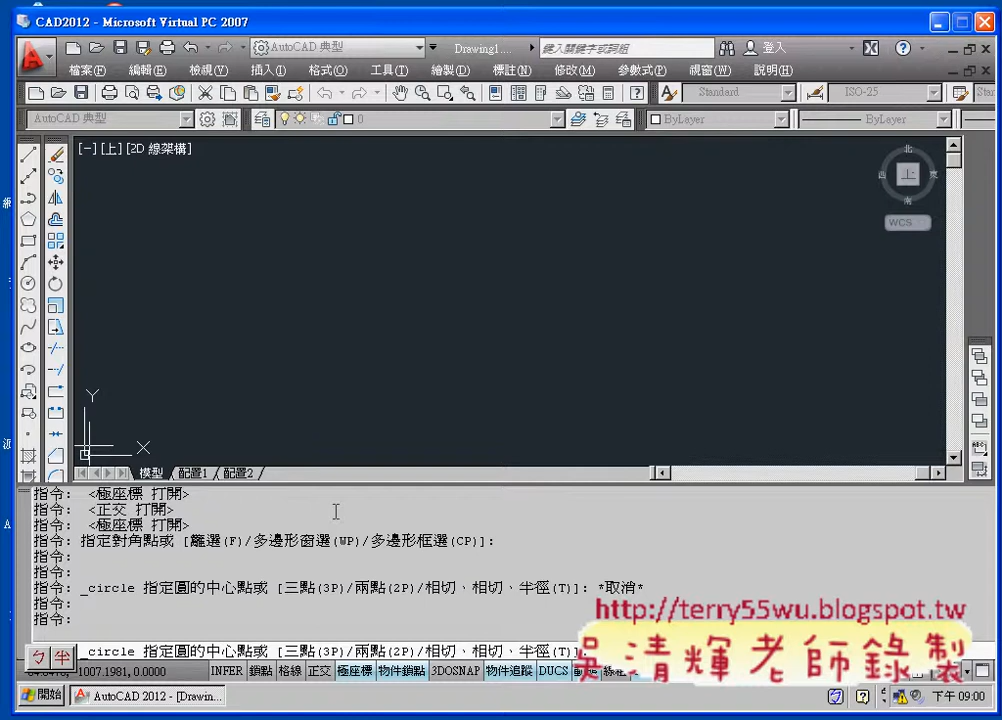 CAD2012 - Microsoft Virtual PC 2007
AutoCAD 典型
Drawing1...
鍵入關鍵字或詞組
登入
檔案(F) 編輯(E) 檢視(V) 插入(I) 格式(O) 工具(T) 繪製(D) 標註(N) 修改(M) 參數式(P) 視窗(W) 說明(H)
Standard ISO-25
AutoCAD 典型 0 ByLayer ByLayer
[-] [上] [2D 線架構]
北
西 上 東
南
WCS
Y
X
模型 配置1 配置2
指令: <極座標 打開>
指令: <正交 打開>
指令: <極座標 打開>
指令: 指定對角點或 [籬選(F)/多邊形窗選(WP)/多邊形框選(CP)]:
指令:
指令:
指令: _circle 指定圓的中心點或 [三點(3P)/兩點(2P)/相切、相切、半徑(T)]: *取消*
指令:
指令:
http://terry55wu.blogspot.tw
_circle 指定圓的中心點或 [三點(3P)/兩點(2P)/相切、相切、半徑(T)]:
吳清輝老師錄製
ㄅ 半
1007.1981, 0.0000 INFER 鎖點 格線 正交 極座標 物件鎖點 3DOSNAP 物件追蹤 DUCS
開始 AutoCAD 2012 - [Drawin... 下午 09:00